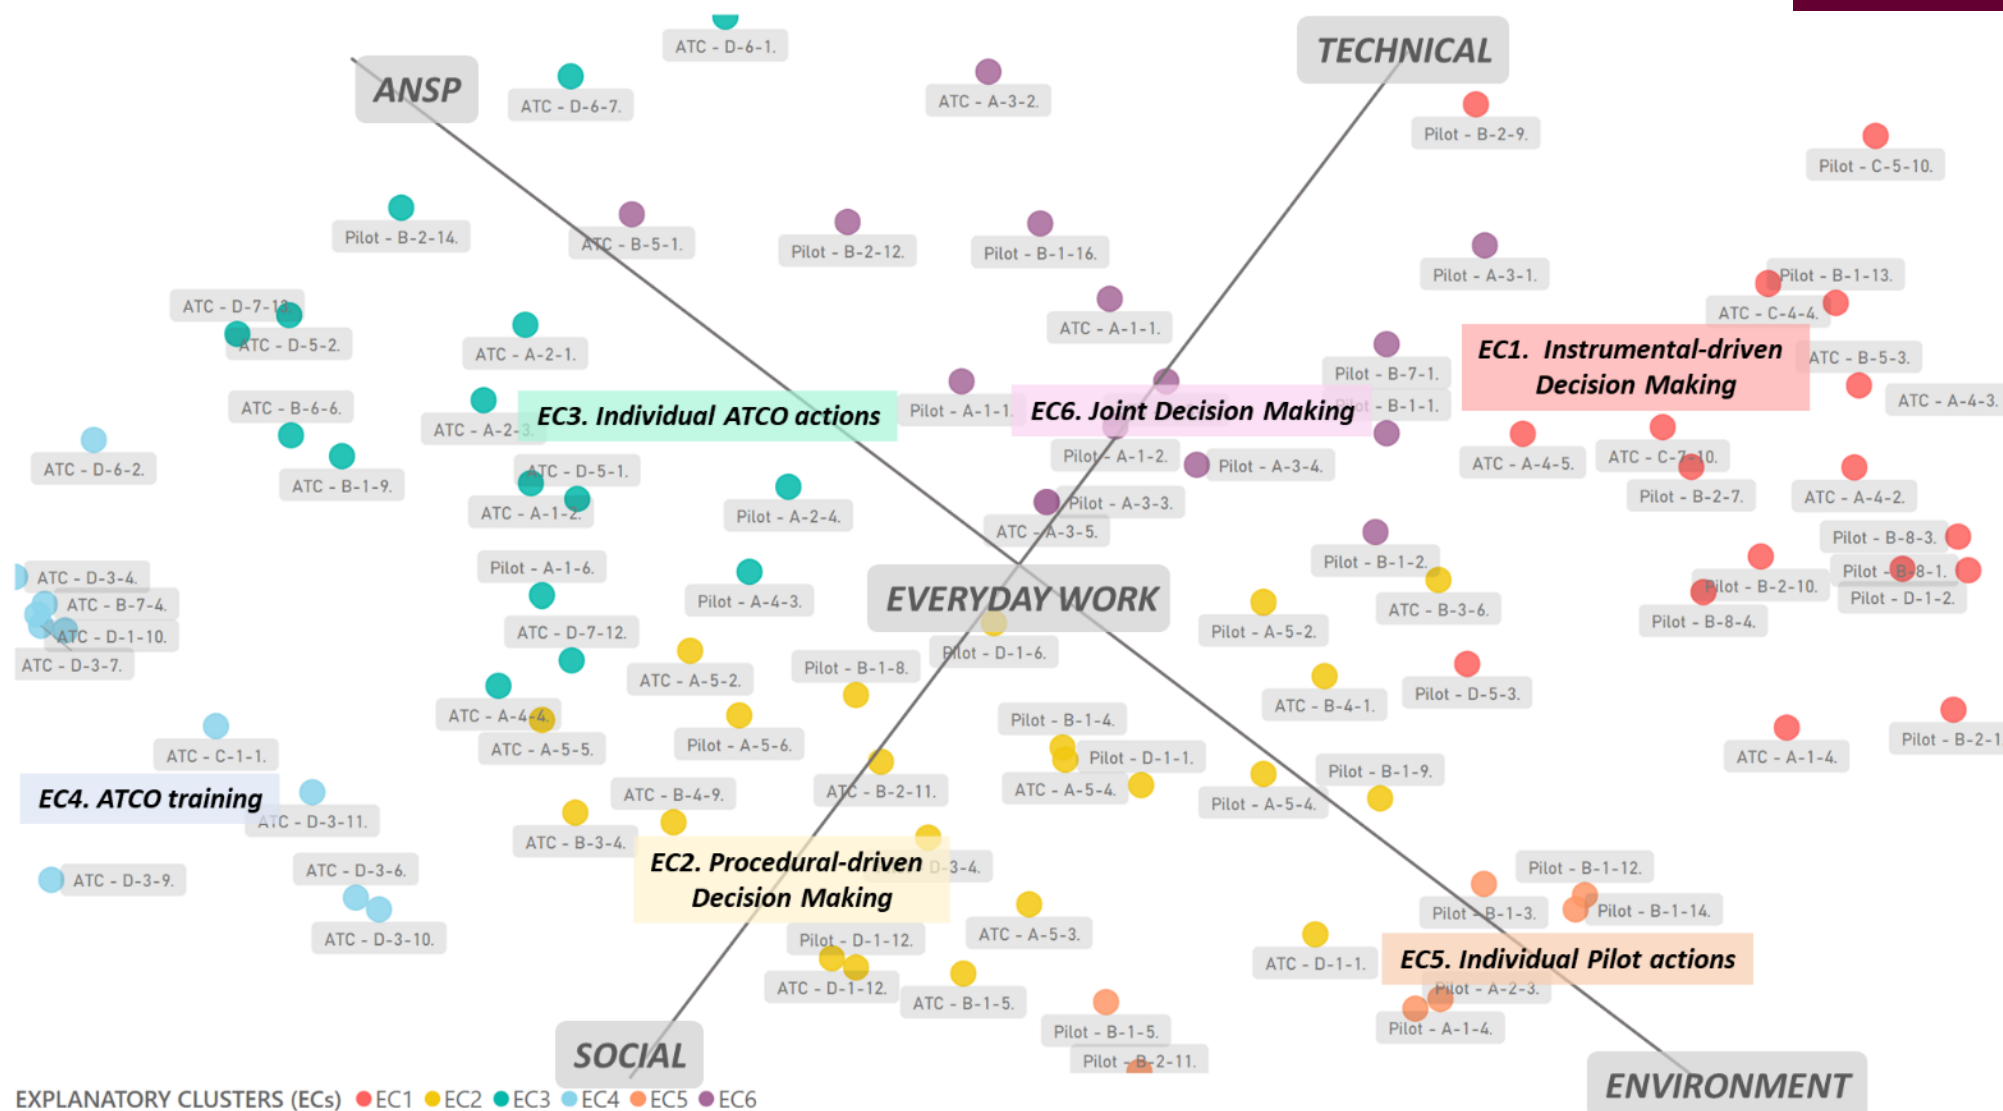 ATC - D-6-1.
TECHNICAL
ANSP
ATC - D-6-7.
ATC - A-3-2.
Pilot - B-2-9.
Pilot - C-5-10.
Pilot - B-2-14.
ATC - B-5-1.
Pilot - B-2-12.
Pilot - B-1-16.
Pilot - A-3-1.
Pilot - B-1-13.
ATC - D-7-13.
ATC - C-4-4.
ATC - D-5-2.
ATC - A-2-1.
ATC - A-1-1.
EC1. Instrumental-driven
Decision Making
ATC - B-5-3.
Pilot - B-7-1.
ATC - B-6-6.
ATC - A-4-3.
Pilot - A-1-1.
Pilot - B-1-1.
EC3. Individual ATCO actions
EC6. Joint Decision Making
ATC - A-2-3.
ATC - D-6-2.
ATC - D-5-1.
Pilot - A-1-2.
Pilot - A-3-4.
ATC - A-4-5.
ATC - C-7-10.
ATC - B-1-9.
Pilot - B-2-7.
ATC - A-4-2.
ATC - A-1-2.
Pilot - A-2-4.
Pilot - A-3-3.
ATC - A-3-5.
Pilot - B-8-3.
Pilot - A-1-6.
Pilot - B-1-2.
Pilot - B-8-1.
ATC - D-3-4.
Pilot - B-2-10.
Pilot - D-1-2.
ATC - B-7-4.
Pilot - A-4-3.
EVERYDAY WORK
ATC - B-3-6.
Pilot - B-8-4.
ATC - D-1-10.
ATC - D-7-12.
Pilot - A-5-2.
Pilot - D-1-6.
ATC - D-3-7.
Pilot - B-1-8.
ATC - A-5-2.
Pilot - D-5-3.
ATC - B-4-1.
ATC - A-4-4.
Pilot - B-1-4.
Pilot - B-2-1
ATC - A-5-5.
Pilot - A-5-6.
ATC - C-1-1.
Pilot - D-1-1.
ATC - A-1-4.
Pilot - B-1-9.
EC4. ATCO training
ATC - B-4-9.
ATC - B-2-11.
ATC - A-5-4.
Pilot - A-5-4.
ATC - D-3-11.
ATC - B-3-4.
EC2. Procedural-driven
Decision Making
D-3-4.
ATC - D-3-6.
Pilot - B-1-12.
ATC - D-3-9.
Pilot - B-1-3.
Pilot - B-1-14.
ATC - D-3-10.
Pilot - D-1-12.
ATC - A-5-3.
ATC - D-1-1.
EC5. Individual Pilot actions
ATC - D-1-12.
ATC - B-1-5.
Pilot - A-2-3.
Pilot - B-1-5.
Pilot - A-1-4.
SOCIAL
Pilot - B-2-11.
ENVIRONMENT
EXPLANATORY CLUSTERS (ECs) EC1 EC2 EC3 EC4 EC5 EC6